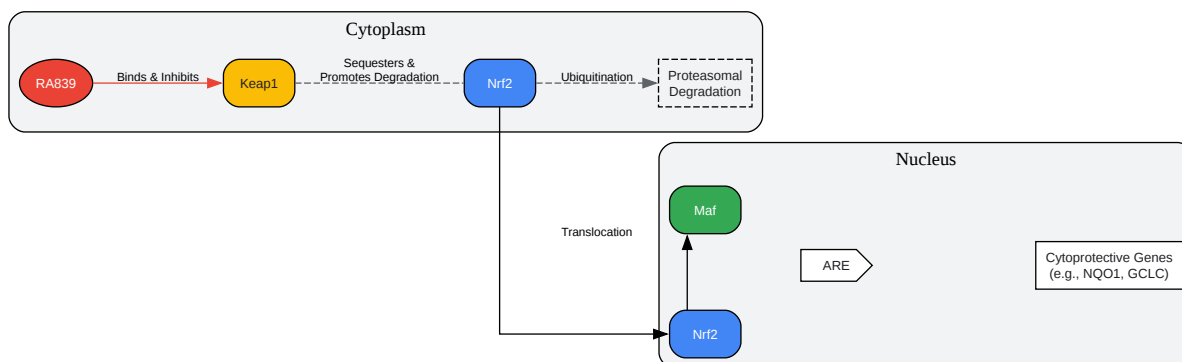 Cytoplasm
RA839
Binds & Inhibits
Keap1
Sequesters &
Promotes Degradation
Nrf2
Ubiquitination
Proteasomal
Degradation
Nucleus
Maf
Translocation
ARE
Cytoprotective Genes
(e.g., NQO1, GCLC)
Nrf2